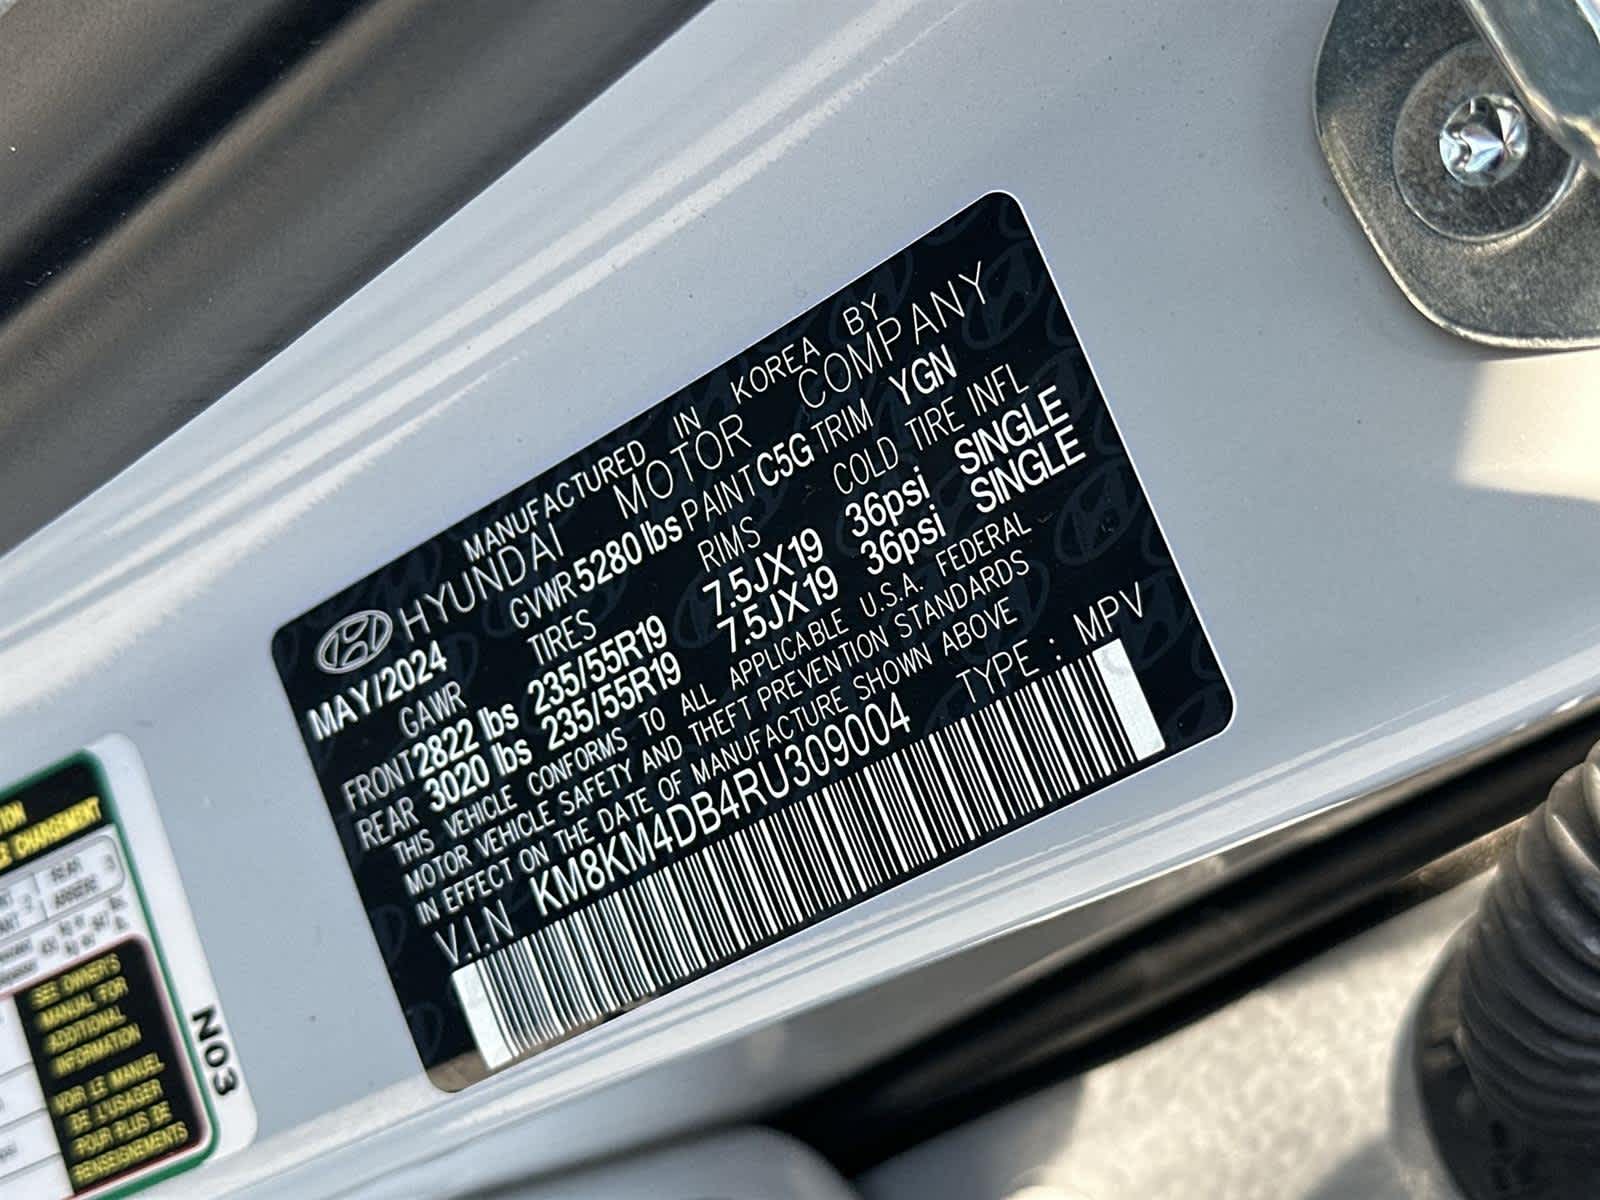 MANUFACTURED IN KOREA BY
HYUNDAI MOTOR COMPANY
MAY/2024 GVWR 5280 lbs PAINT C5G TRIM YGN
GAWR TIRES RIMS COLD TIRE INFL
FRONT 2822 lbs 235/55R19 7.5JX19 36psi SINGLE
REAR 3020 lbs 235/55R19 7.5JX19 36psi SINGLE
THIS VEHICLE CONFORMS TO ALL APPLICABLE U.S.A. FEDERAL
MOTOR VEHICLE SAFETY AND THEFT PREVENTION STANDARDS
IN EFFECT ON THE DATE OF MANUFACTURE SHOWN ABOVE
V.I.N KM8KM4DB4RU309004 TYPE : MPV
CHARGEMENT
SEE OWNER'S
MANUAL FOR
ADDITIONAL
INFORMATION
VOIR LE MANUEL
DE L'USAGER
POUR PLUS DE
RENSEIGNEMENTS
N03